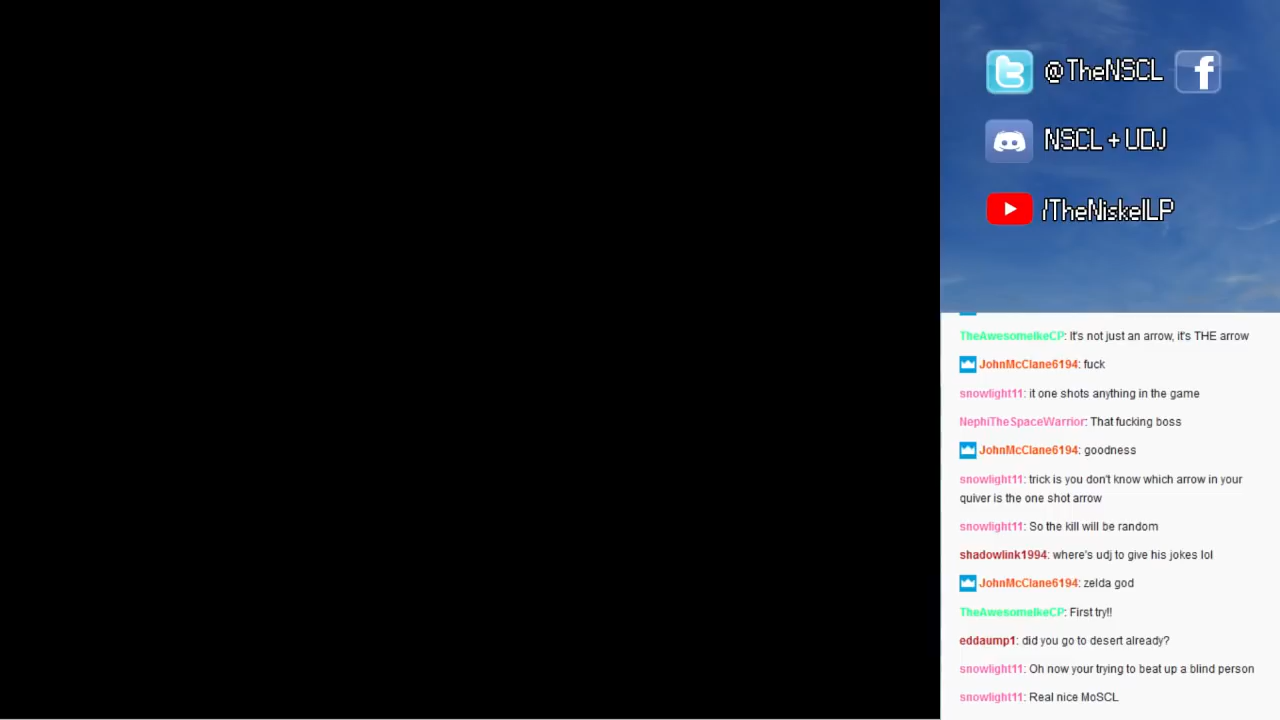 @TheNSCL
NSCL + UDJ
/TheNiskelLP
TheAwesomeIkeCP: It's not just an arrow, it's THE arrow
JohnMcClane6194: fuck
snowlight11: it one shots anything in the game
NephiTheSpaceWarrior: That fucking boss
JohnMcClane6194: goodness
snowlight11: trick is you don't know which arrow in your
quiver is the one shot arrow
snowlight11: So the kill will be random
shadowlink1994: where's udj to give his jokes lol
JohnMcClane6194: zelda god
TheAwesomeIkeCP: First try!!
eddaump1: did you go to desert already?
snowlight11: Oh now your trying to beat up a blind person
snowlight11: Real nice MoSCL